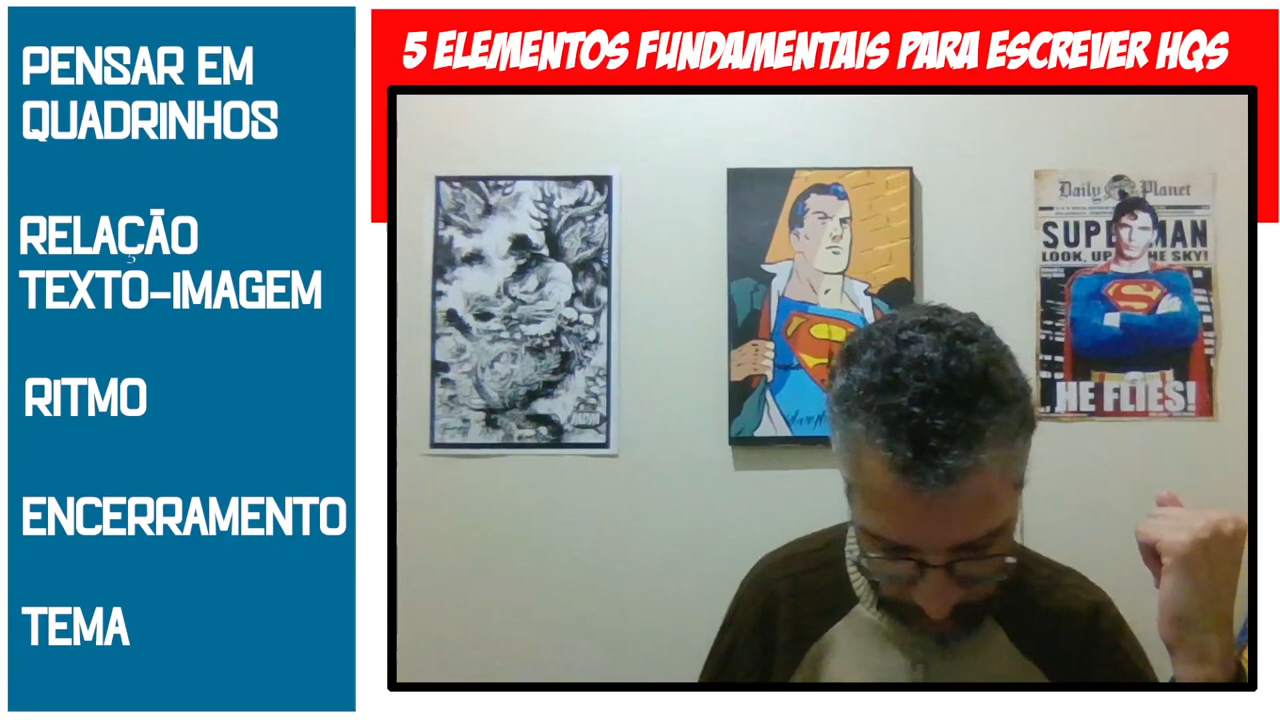 5 ELEMENTOS FUNDAMENTAIS PARA ESCREVER HQS
PENSAR EM
QUADRINHOS
RELAÇÃO
TEXTO-IMAGEM
RITMO
ENCERRAMENTO
TEMA
Daily Planet
SUPERMAN
LOOK, UP THE SKY!
HE FLIES!